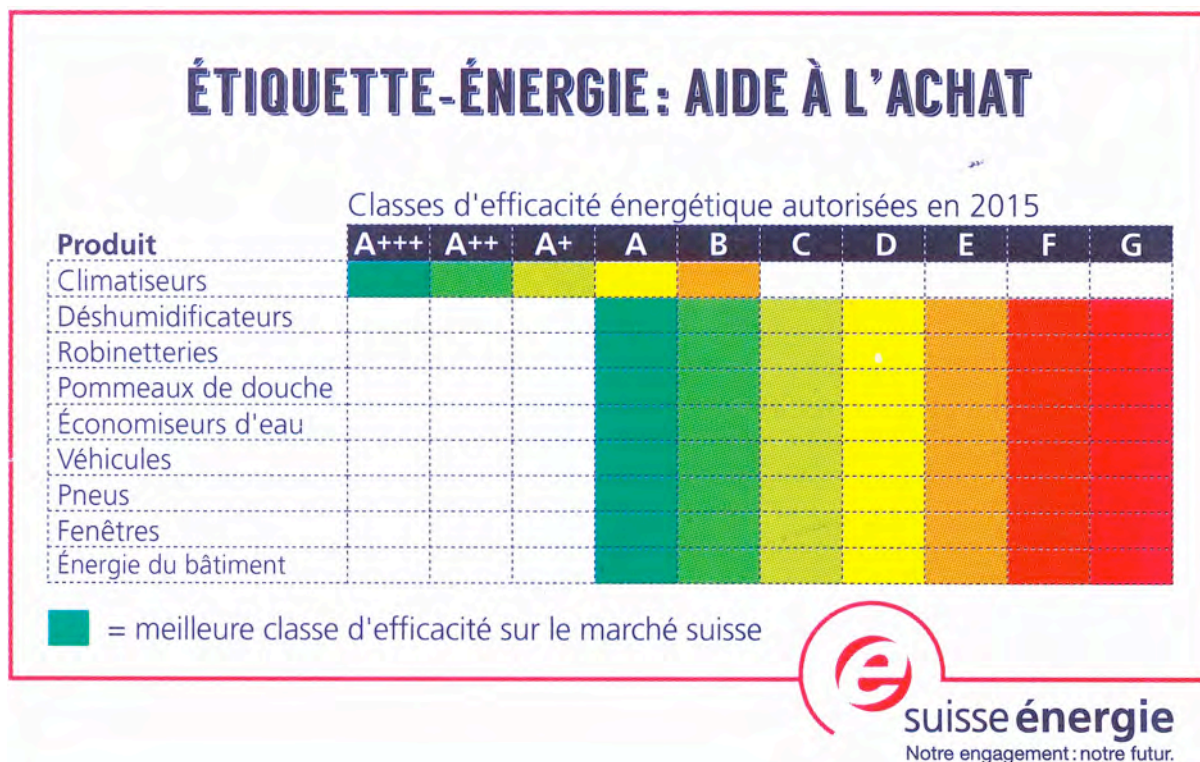 ÉTIQUETTE-ÉNERGIE : AIDE À L'ACHAT
Classes d'efficacité énergétique autorisées en 2015
Produit A+++ A++ A+ A B C D E F G
Climatiseurs
Déshumidificateurs
Robinetteries
Pommeaux de douche
Économiseurs d'eau
Véhicules
Pneus
Fenêtres
Énergie du bâtiment
= meilleure classe d'efficacité sur le marché suisse
e
suisse énergie
Notre engagement : notre futur.